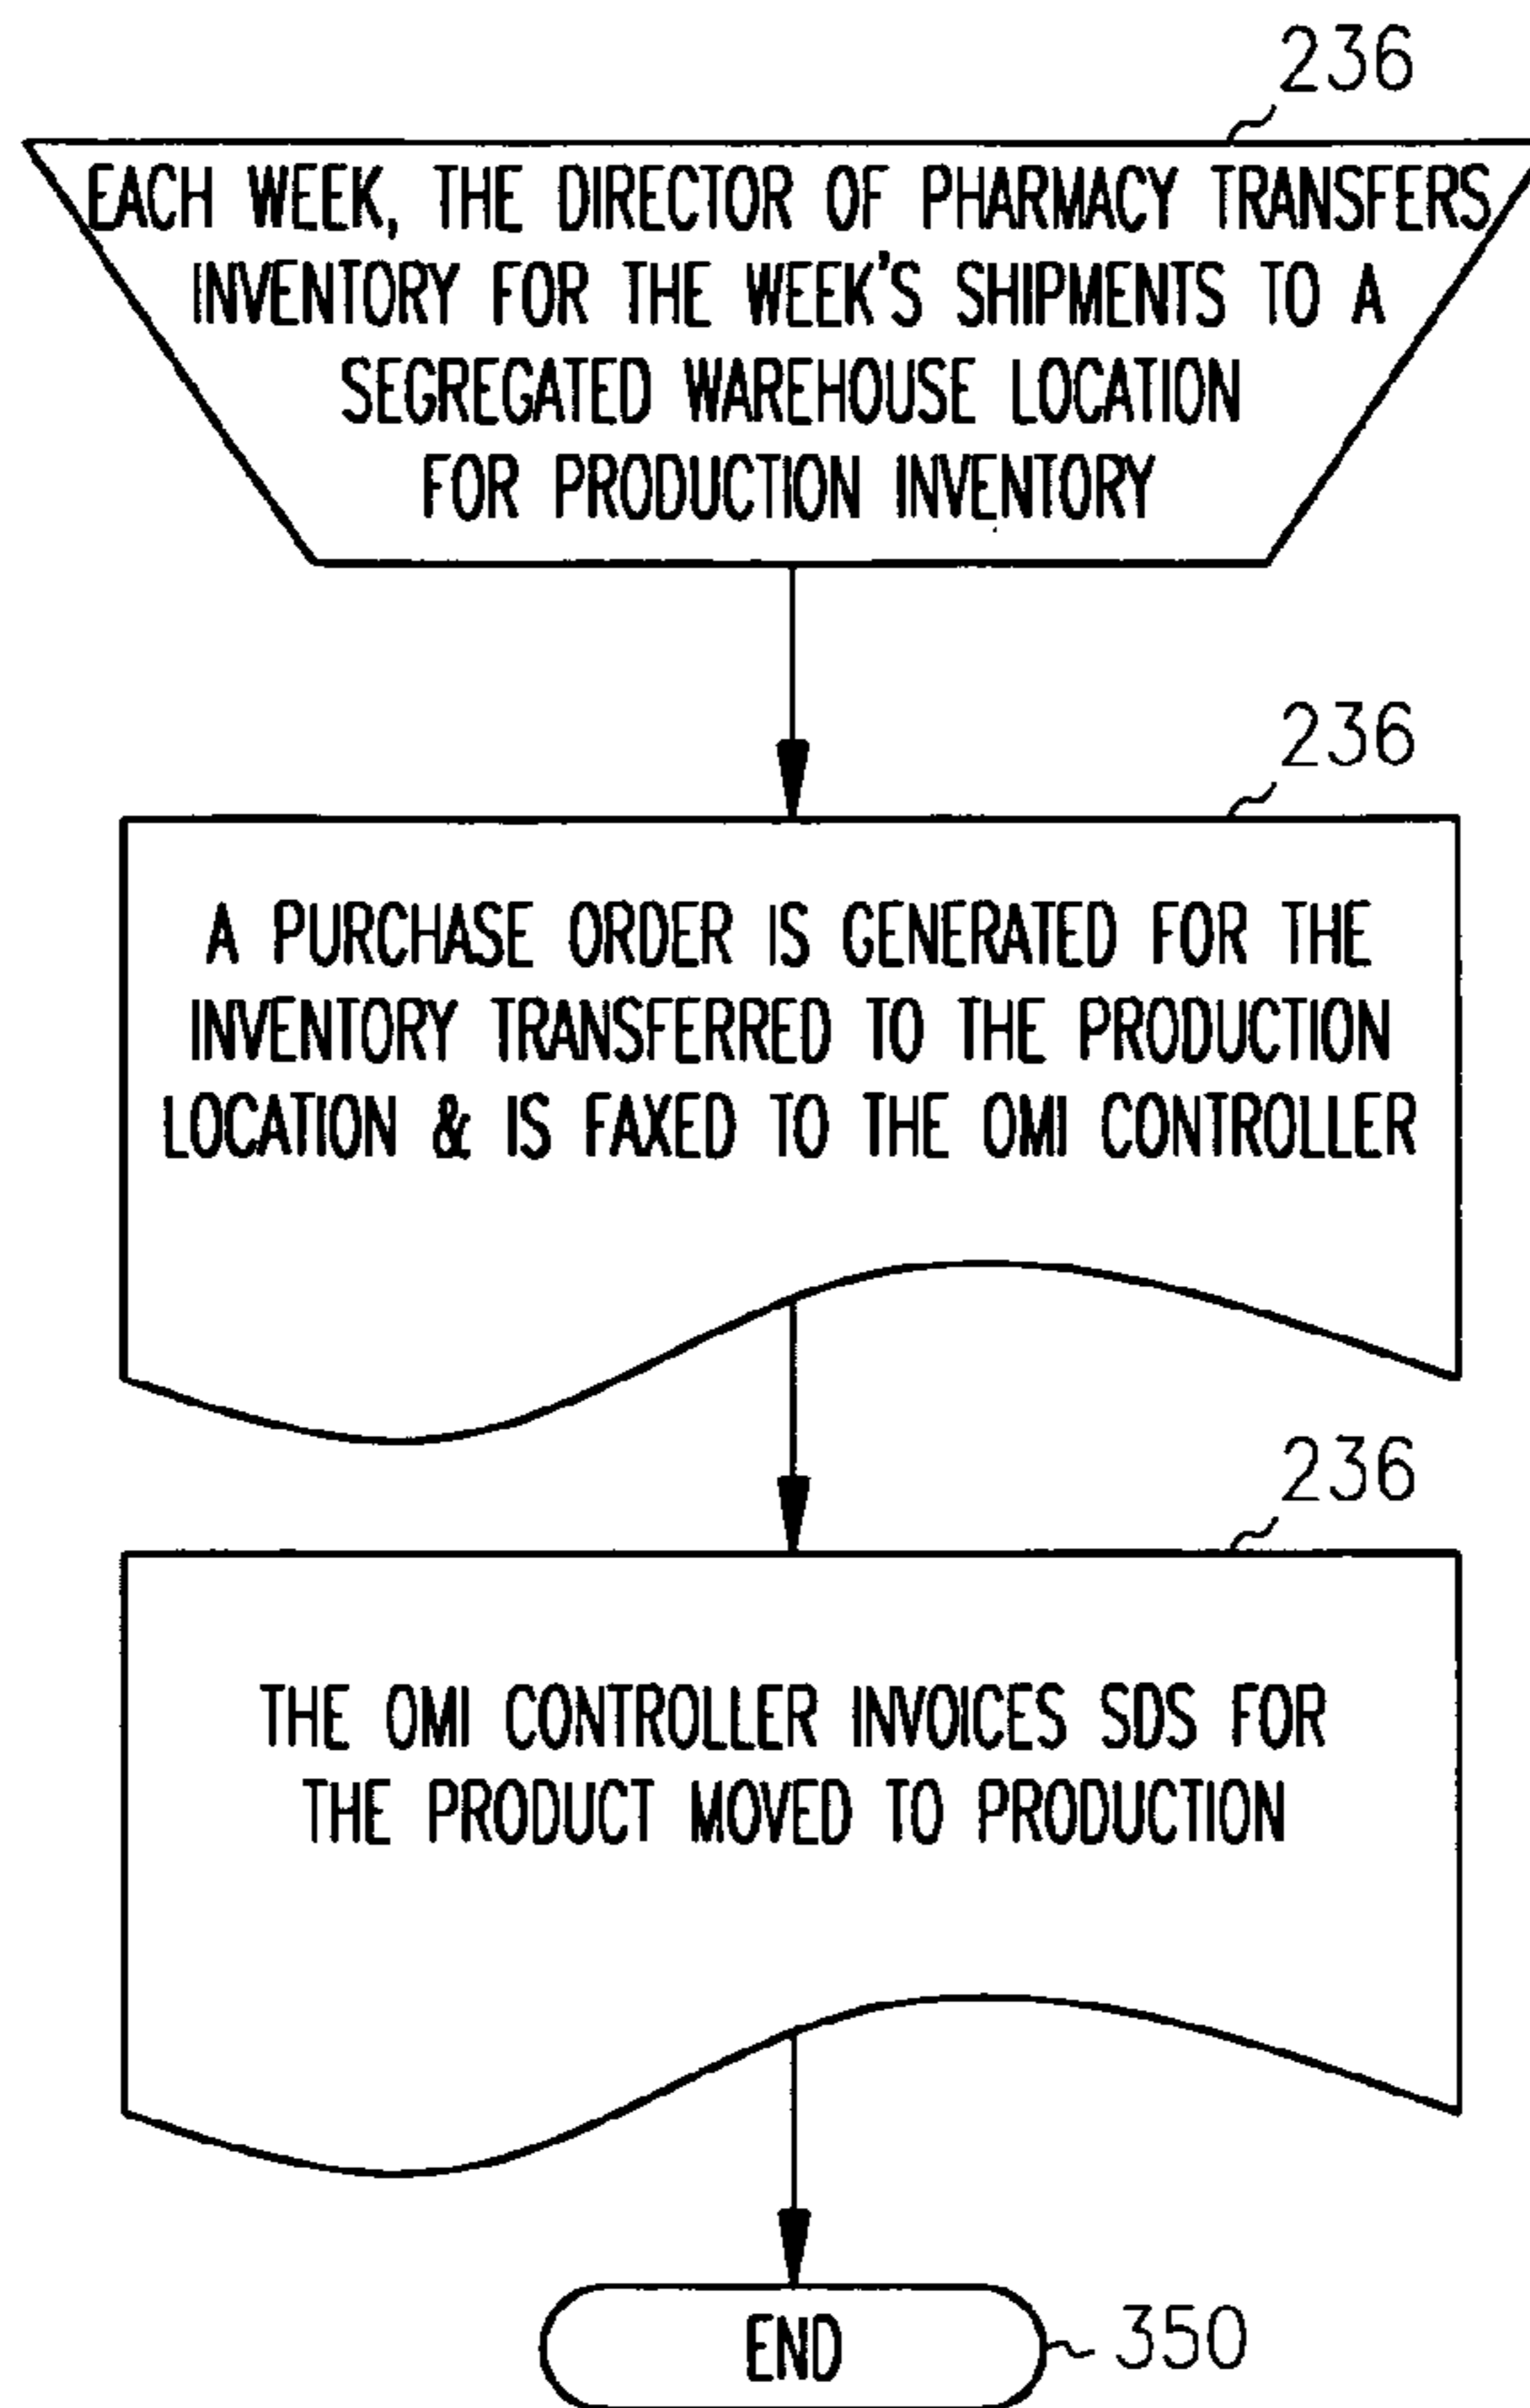 236
EACH WEEK, THE DIRECTOR OF PHARMACY TRANSFERS
INVENTORY FOR THE WEEK'S SHIPMENTS TO A
SEGREGATED WAREHOUSE LOCATION
FOR PRODUCTION INVENTORY
236
A PURCHASE ORDER IS GENERATED FOR THE
INVENTORY TRANSFERRED TO THE PRODUCTION
LOCATION & IS FAXED TO THE OMI CONTROLLER
236
THE OMI CONTROLLER INVOICES SDS FOR
THE PRODUCT MOVED TO PRODUCTION
END
350